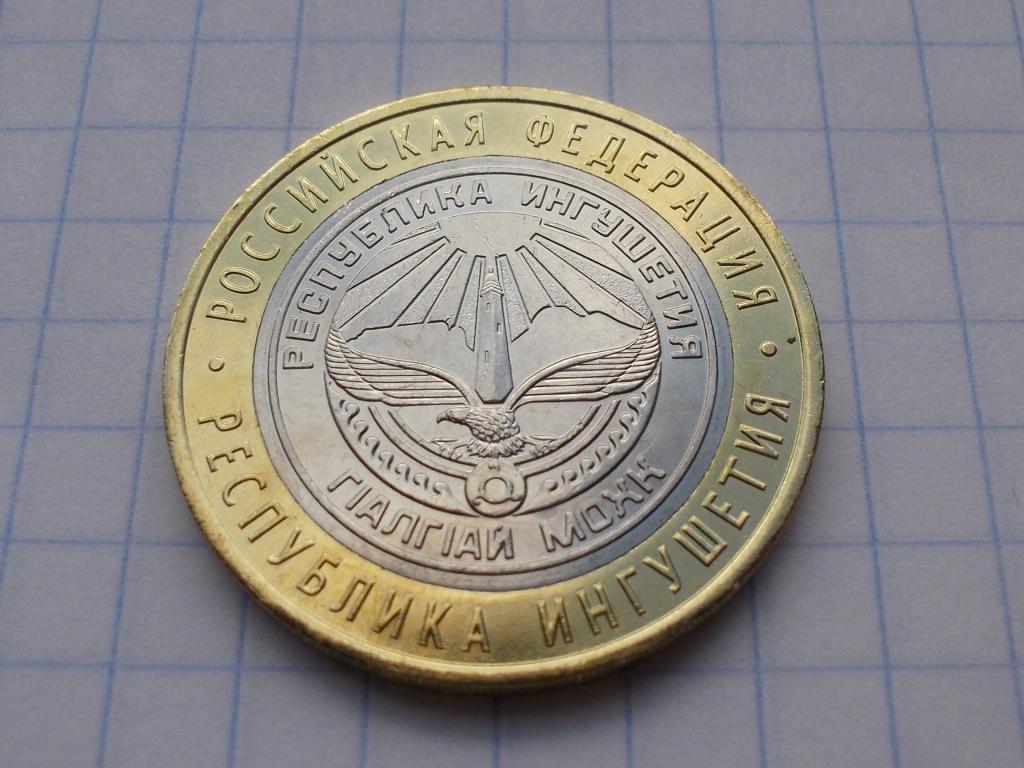 РОССИЙСКАЯ ФЕДЕРАЦИЯ
РЕСПУБЛИКА ИНГУШЕТИЯ
РЕСПУБЛИКА ИНГУШЕТИЯ
ГIАЛГIАЙ МОХК